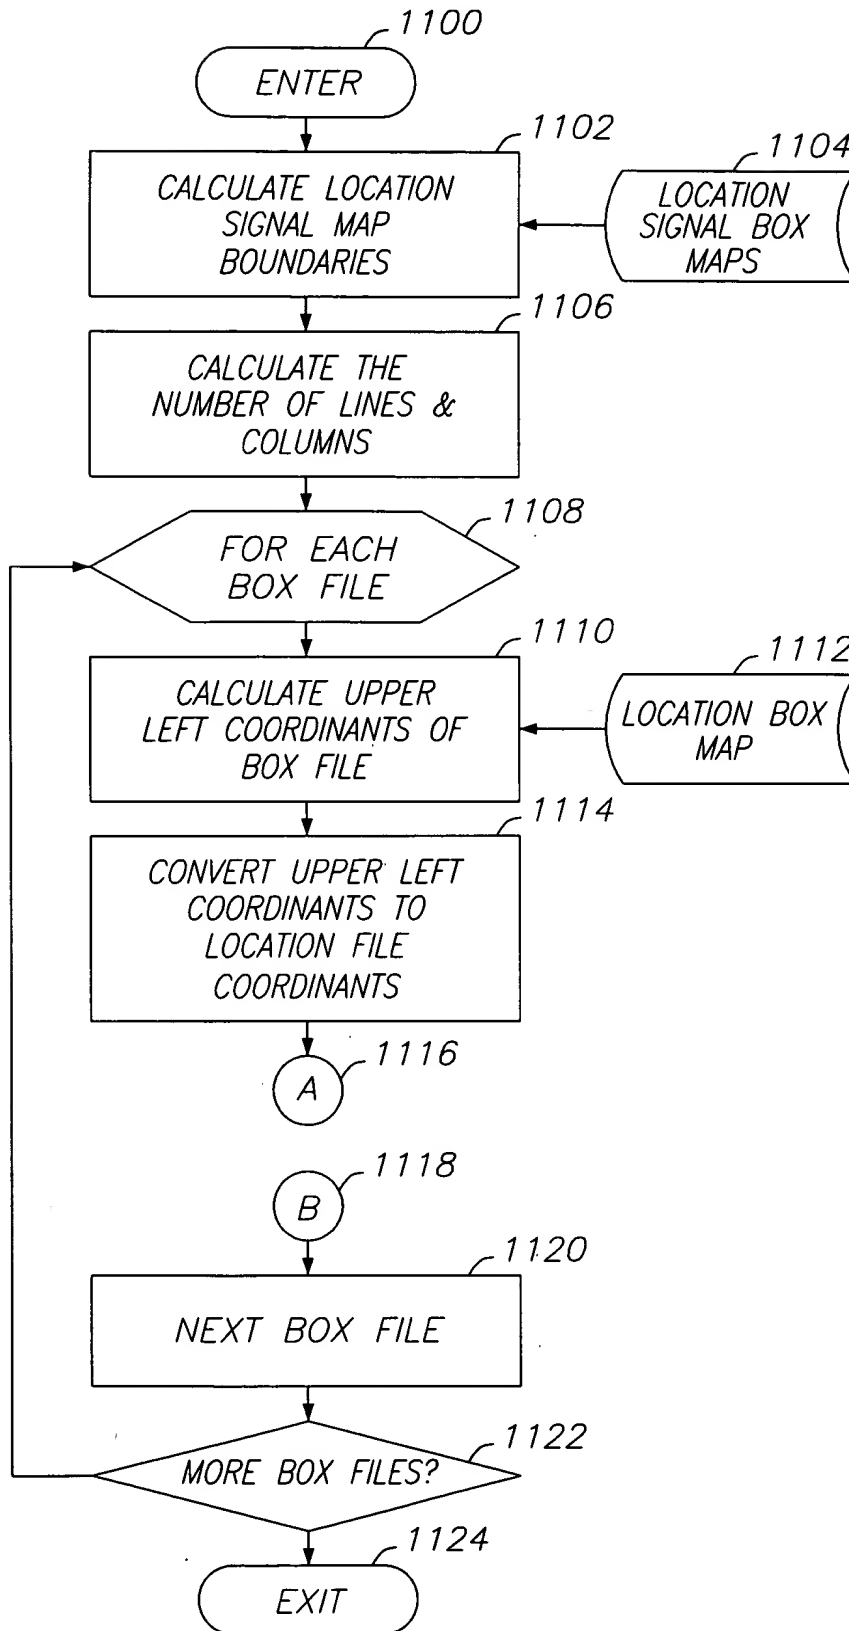 1100
ENTER
1102
CALCULATE LOCATION
SIGNAL MAP
BOUNDARIES
1104
LOCATION
SIGNAL BOX
MAPS
1106
CALCULATE THE
NUMBER OF LINES &
COLUMNS
1108
FOR EACH
BOX FILE
1110
CALCULATE UPPER
LEFT COORDINANTS OF
BOX FILE
1112
LOCATION BOX
MAP
1114
CONVERT UPPER LEFT
COORDINANTS TO
LOCATION FILE
COORDINANTS
1116
A
1118
B
1120
NEXT BOX FILE
1122
MORE BOX FILES?
1124
EXIT